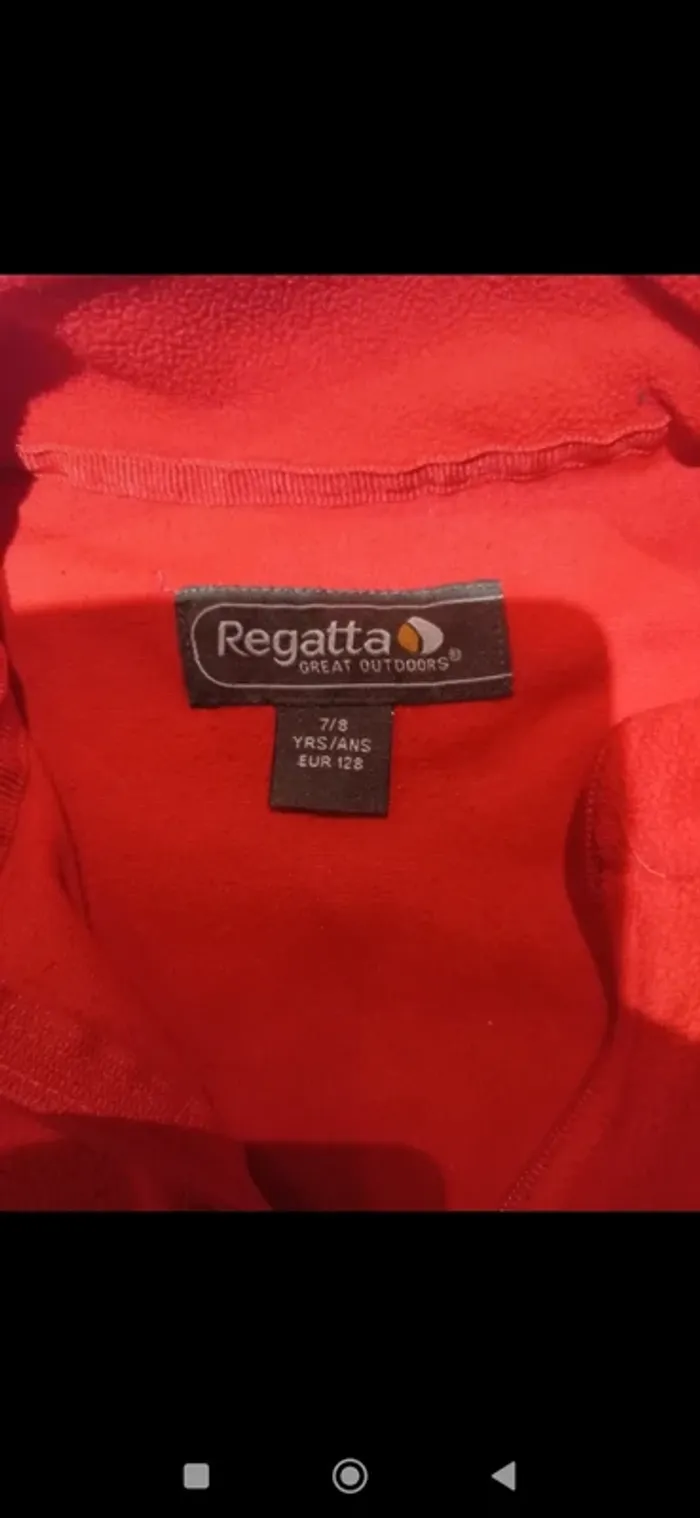 Regatta
GREAT OUTDOORS®
7/8
YRS/ANS
EUR 128